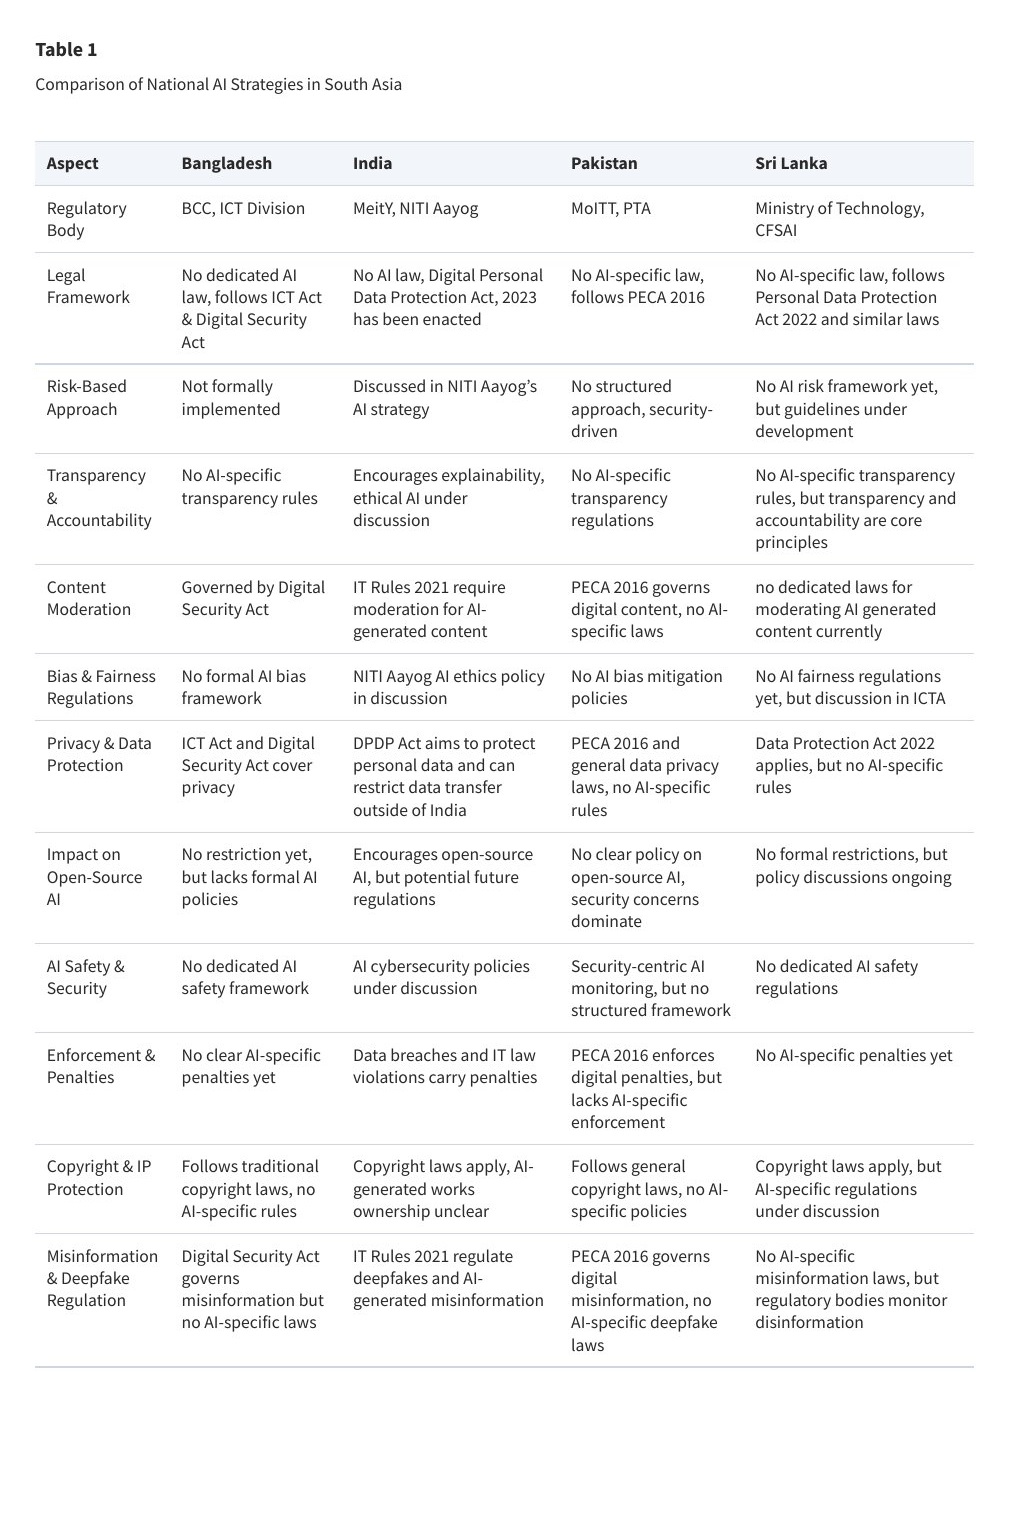 Table 1
Comparison of National AI Strategies in South Asia
Aspect Bangladesh India Pakistan Sri Lanka
Regulatory BCC, ICT Division MeitY, NITI Aayog MoITT, PTA Ministry of Technology,
Body CFSAI
Legal No dedicated AI No AI law, Digital Personal No AI-specific law, No AI-specific law, follows
Framework law, follows ICT Act Data Protection Act, 2023 follows PECA 2016 Personal Data Protection
& Digital Security has been enacted Act 2022 and similar laws
Act
Risk-Based Not formally Discussed in NITI Aayog’s No structured No AI risk framework yet,
Approach implemented AI strategy approach, security- but guidelines under
driven development
Transparency No AI-specific Encourages explainability, No AI-specific No AI-specific transparency
& transparency rules ethical AI under transparency rules, but transparency and
Accountability discussion regulations accountability are core
principles
Content Governed by Digital IT Rules 2021 require PECA 2016 governs no dedicated laws for
Moderation Security Act moderation for AI- digital content, no AI- moderating AI generated
generated content specific laws content currently
Bias & Fairness No formal AI bias NITI Aayog AI ethics policy No AI bias mitigation No AI fairness regulations
Regulations framework in discussion policies yet, but discussion in ICTA
Privacy & Data ICT Act and Digital DPDP Act aims to protect PECA 2016 and Data Protection Act 2022
Protection Security Act cover personal data and can general data privacy applies, but no AI-specific
privacy restrict data transfer laws, no AI-specific rules
outside of India rules
Impact on No restriction yet, Encourages open-source No clear policy on No formal restrictions, but
Open-Source but lacks formal AI AI, but potential future open-source AI, policy discussions ongoing
AI policies regulations security concerns
dominate
AI Safety & No dedicated AI AI cybersecurity policies Security-centric AI No dedicated AI safety
Security safety framework under discussion monitoring, but no regulations
structured framework
Enforcement & No clear AI-specific Data breaches and IT law PECA 2016 enforces No AI-specific penalties yet
Penalties penalties yet violations carry penalties digital penalties, but
lacks AI-specific
enforcement
Copyright & IP Follows traditional Copyright laws apply, AI- Follows general Copyright laws apply, but
Protection copyright laws, no generated works copyright laws, no AI- AI-specific regulations
AI-specific rules ownership unclear specific policies under discussion
Misinformation Digital Security Act IT Rules 2021 regulate PECA 2016 governs No AI-specific
& Deepfake governs deepfakes and AI- digital misinformation laws, but
Regulation misinformation but generated misinformation misinformation, no regulatory bodies monitor
no AI-specific laws AI-specific deepfake disinformation
laws